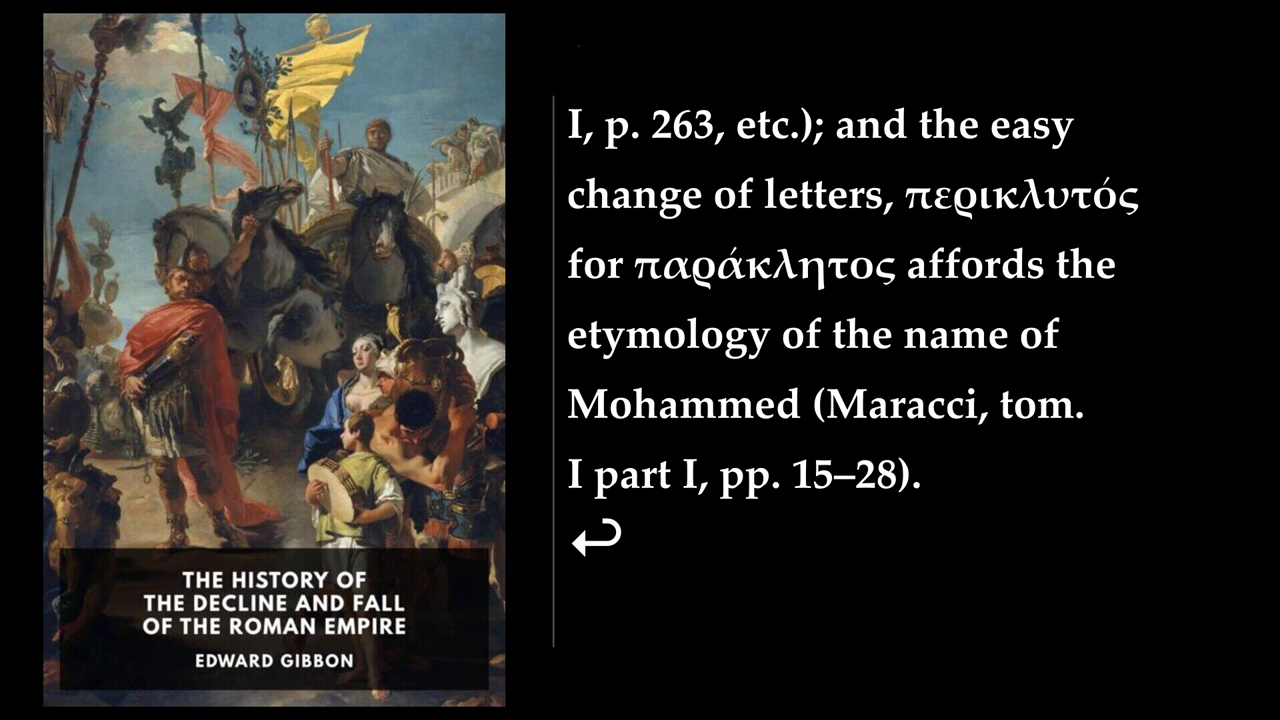 I, p. 263, etc.); and the easy
change of letters, περικλυτός
for παράκλητος affords the
etymology of the name of
Mohammed (Maracci, tom.
I part I, pp. 15–28).
↩
THE HISTORY OF
THE DECLINE AND FALL
OF THE ROMAN EMPIRE
EDWARD GIBBON